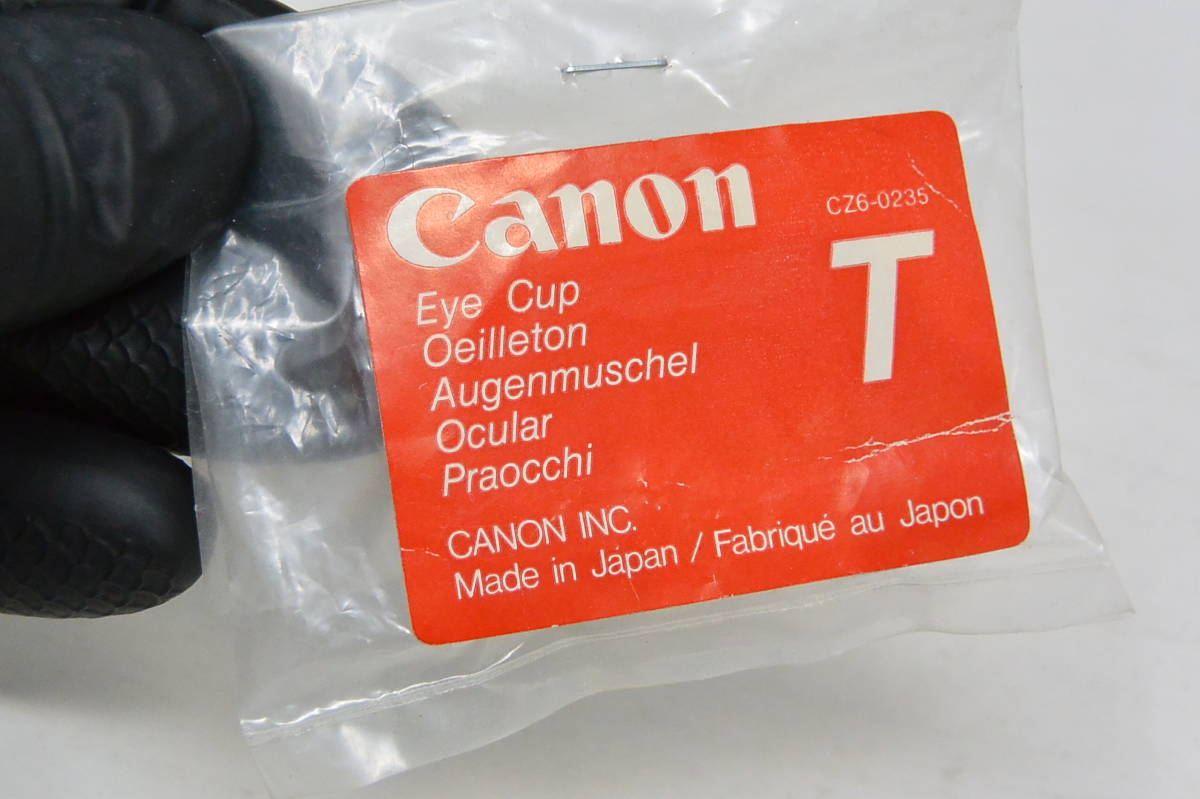 Canon
CZ6-0235
T
Eye Cup
Oeilleton
Augenmuschel
Ocular
Praocchi
CANON INC.
Made in Japan / Fabriqué au Japon